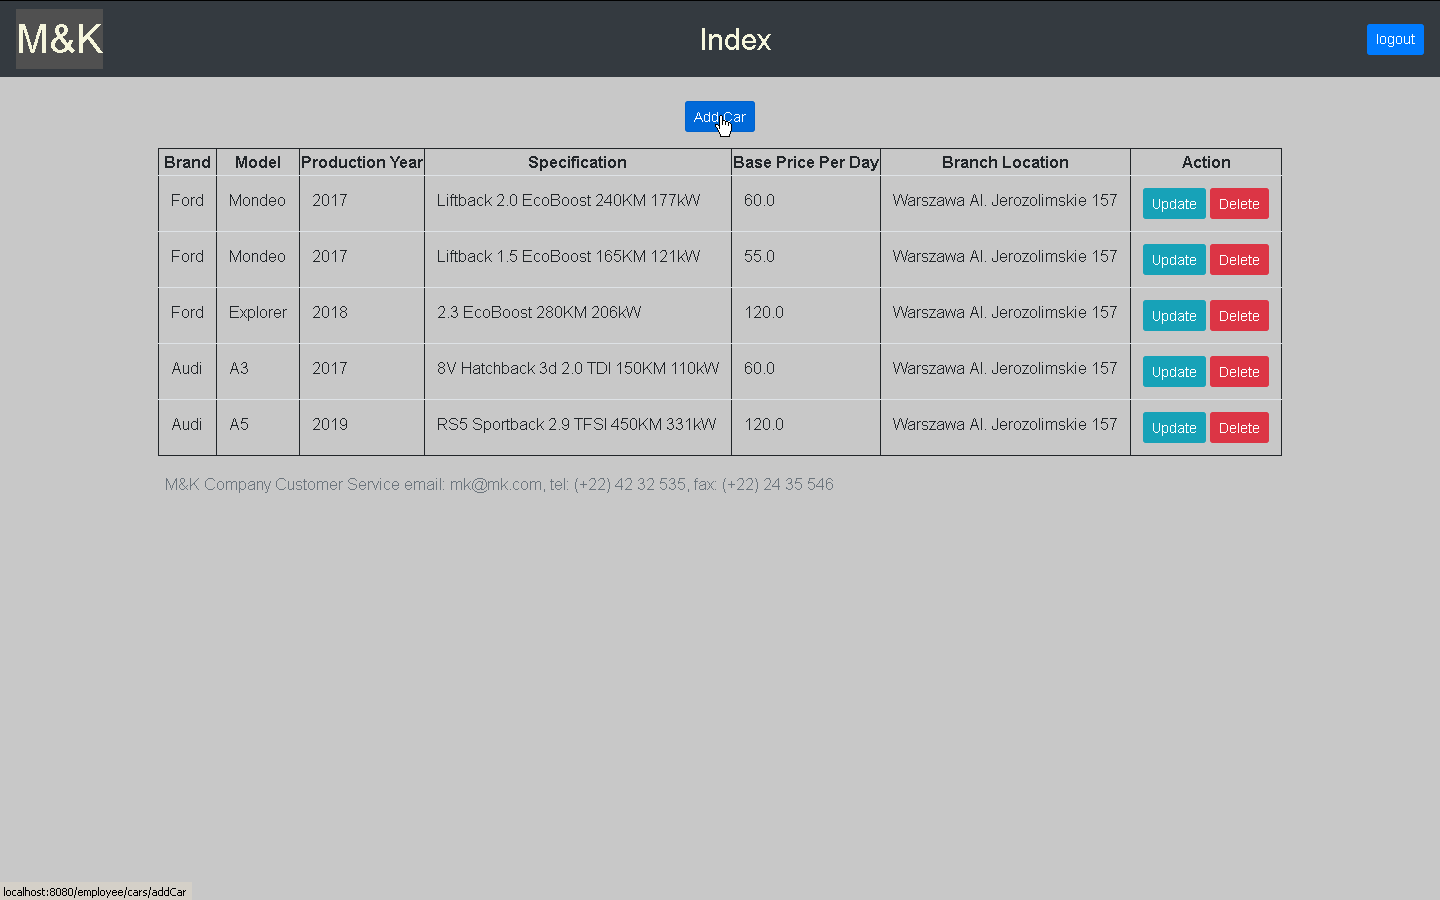 M&K
Index
logout
Add Car
Brand Model Production Year Specification Base Price Per Day Branch Location Action
Ford Mondeo 2017 Liftback 2.0 EcoBoost 240KM 177kW 60.0 Warszawa Al. Jerozolimskie 157 Update Delete
Ford Mondeo 2017 Liftback 1.5 EcoBoost 165KM 121kW 55.0 Warszawa Al. Jerozolimskie 157 Update Delete
Ford Explorer 2018 2.3 EcoBoost 280KM 206kW 120.0 Warszawa Al. Jerozolimskie 157 Update Delete
Audi A3 2017 8V Hatchback 3d 2.0 TDI 150KM 110kW 60.0 Warszawa Al. Jerozolimskie 157 Update Delete
Audi A5 2019 RS5 Sportback 2.9 TFSI 450KM 331kW 120.0 Warszawa Al. Jerozolimskie 157 Update Delete
M&K Company Customer Service email: mk@mk.com, tel: (+22) 42 32 535, fax: (+22) 24 35 546
localhost:8080/employee/cars/addCar